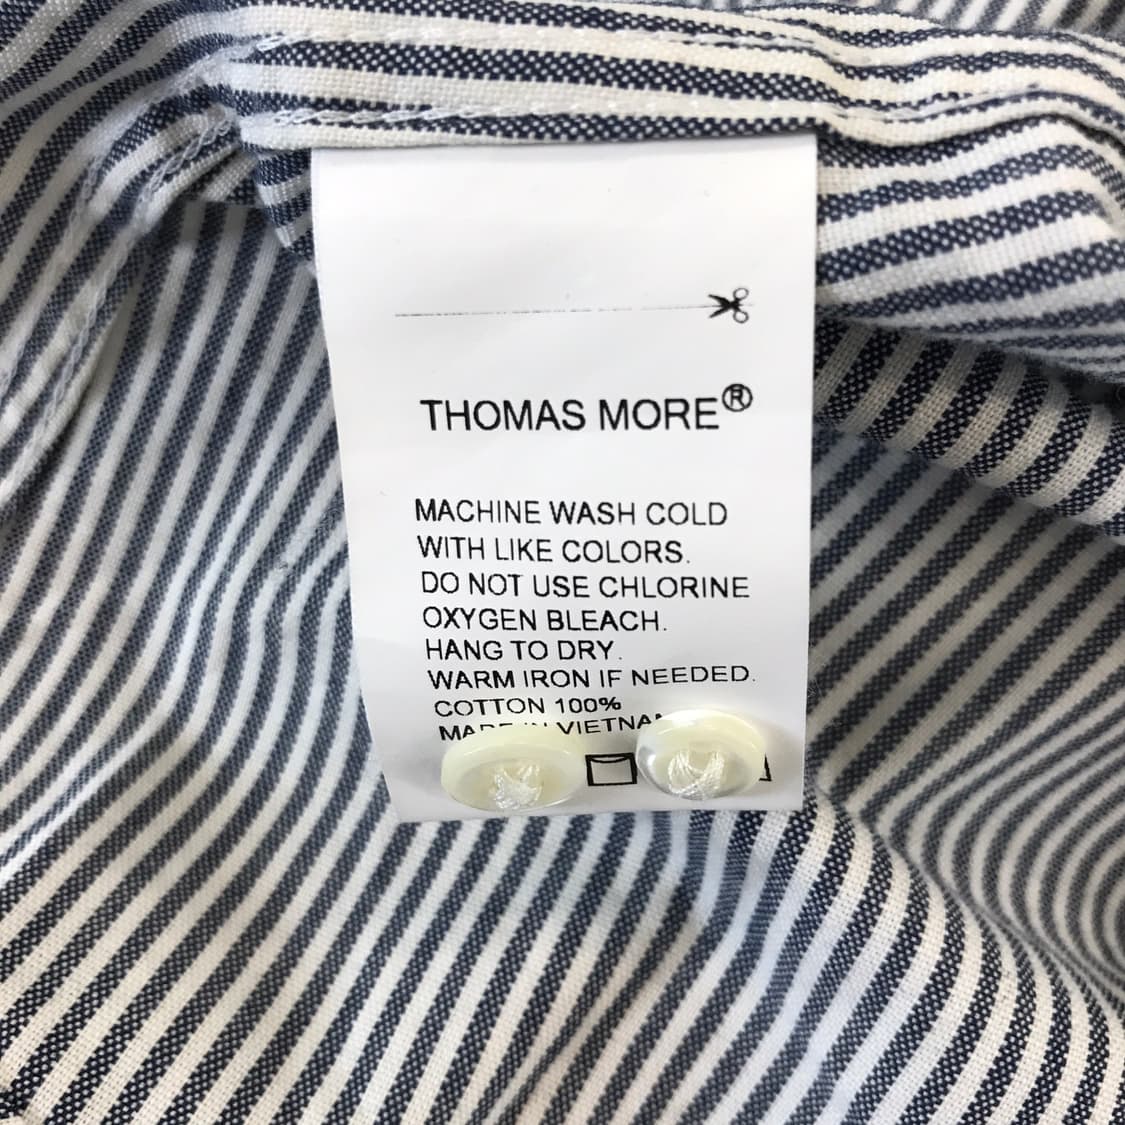 THOMAS MORE®
MACHINE WASH COLD
WITH LIKE COLORS.
DO NOT USE CHLORINE
OXYGEN BLEACH.
HANG TO DRY.
WARM IRON IF NEEDED.
COTTON 100%